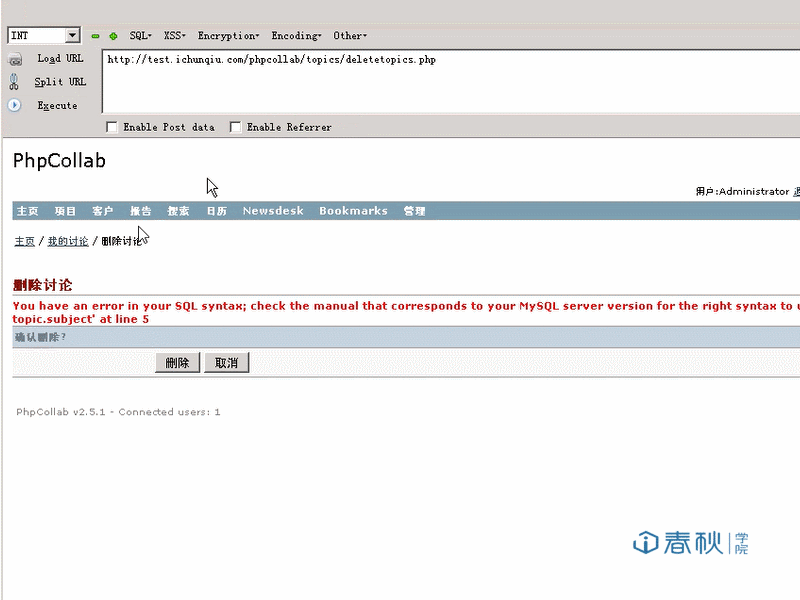 INT SQL- XSS- Encryption- Encoding- Other-
Load URL http://test.ichunqiu.com/phpcollab/topics/deletetopics.php
Split URL
Execute
Enable Post data Enable Referrer
PhpCollab
用户:Administrator
主页 项目 客户 报告 搜索 日历 Newsdesk Bookmarks 管理
主页 / 我的讨论 / 删除讨论
删除讨论
You have an error in your SQL syntax; check the manual that corresponds to your MySQL server version for the right syntax to
topic.subject' at line 5
确认删除?
删除 取消
PhpCollab v2.5.1 - Connected users: 1
春秋 学院